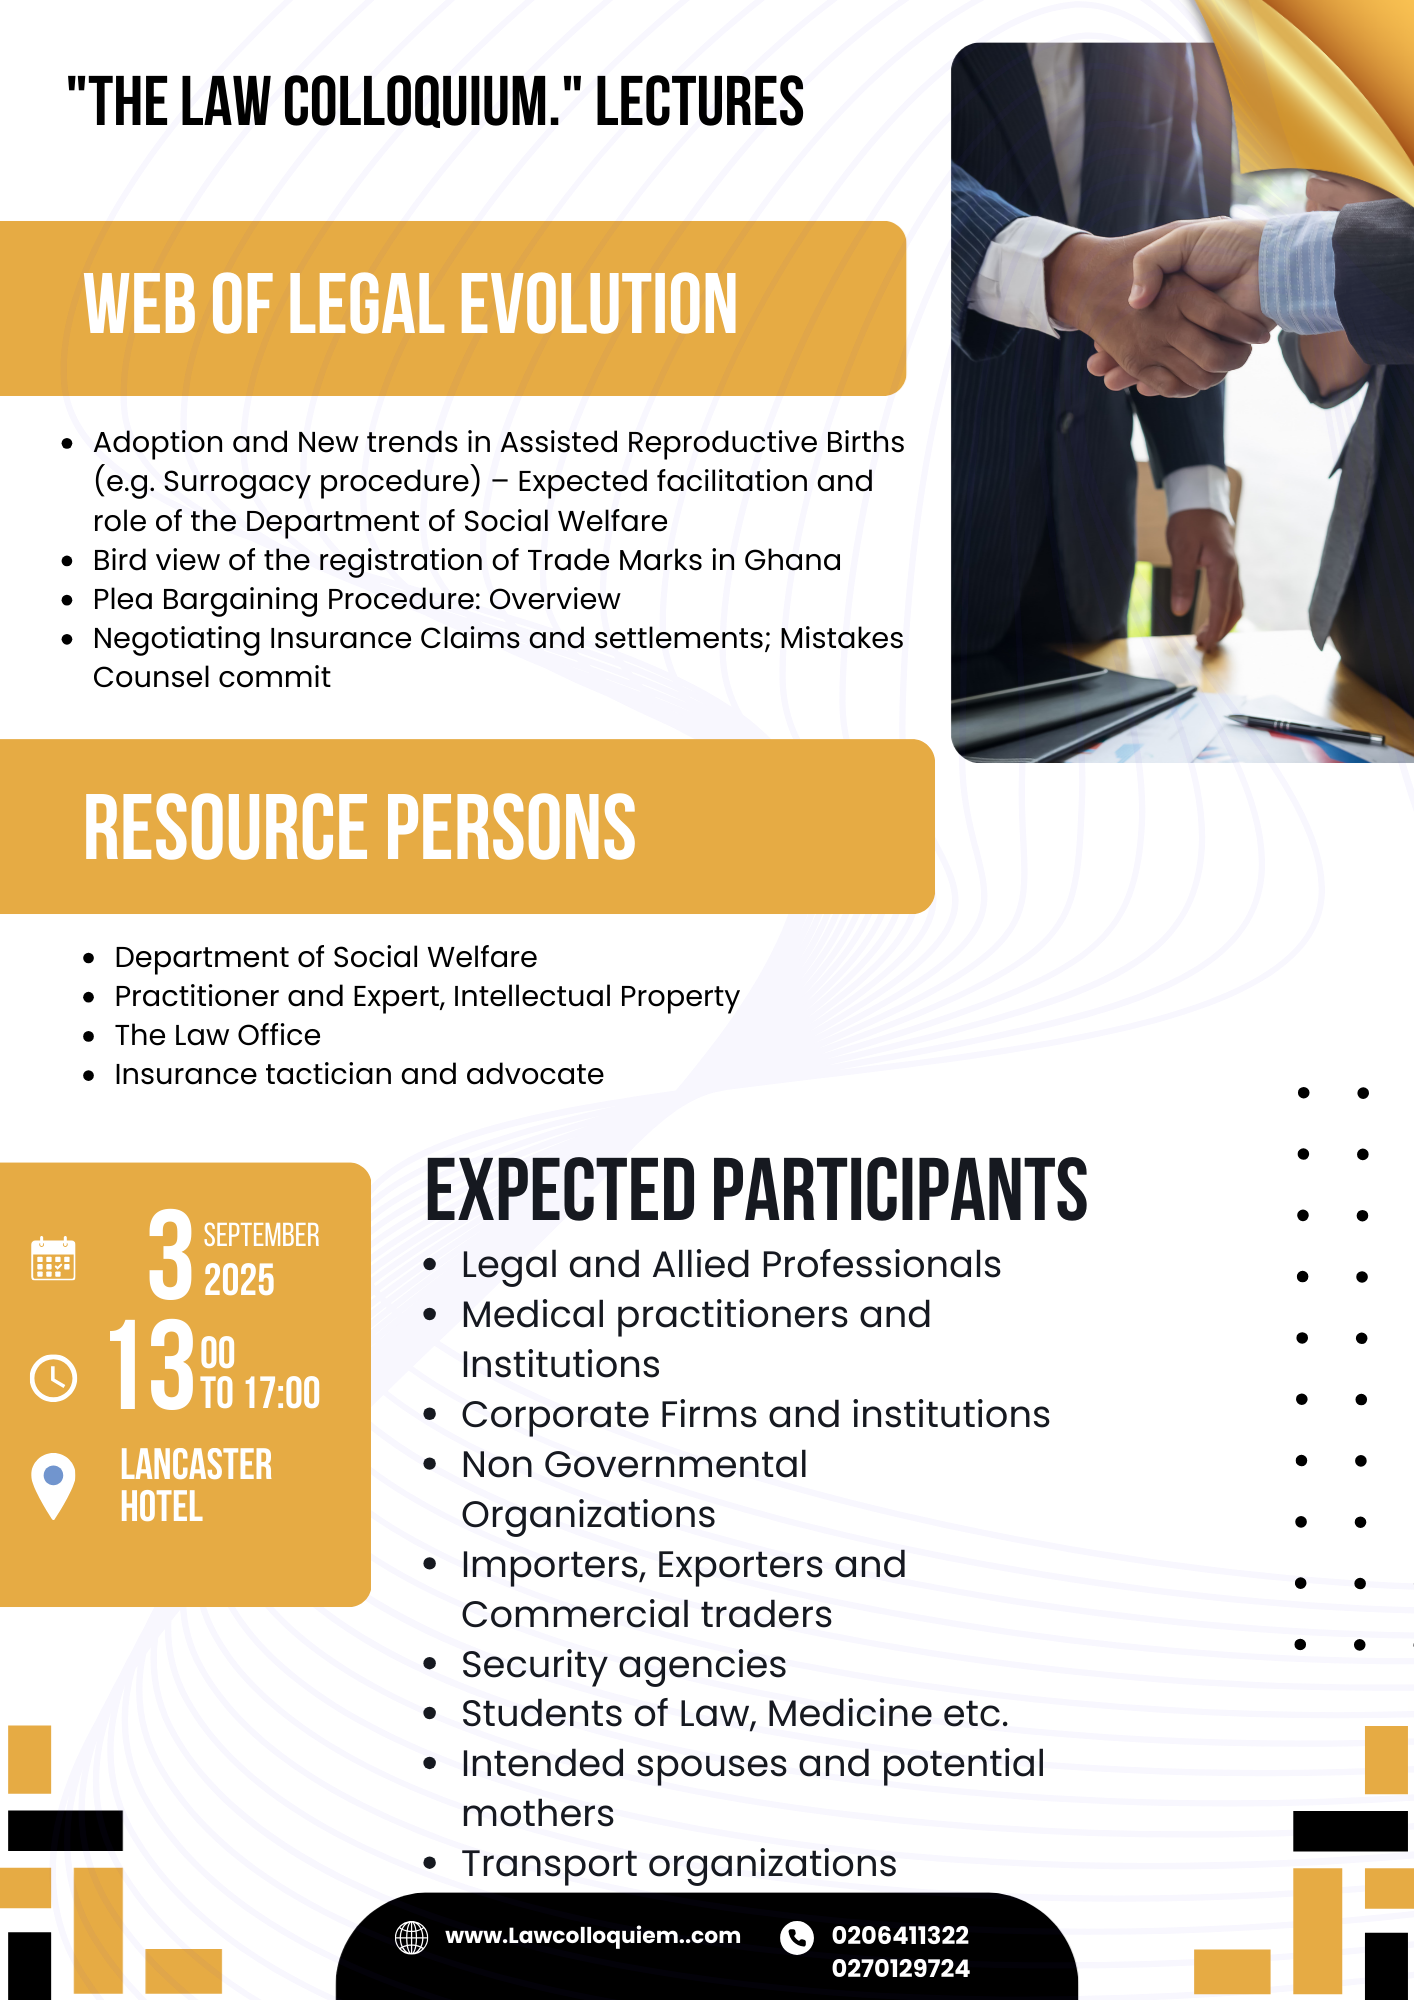 "THE LAW COLLOQUIUM." LECTURES
WEB OF LEGAL EVOLUTION
• Adoption and New trends in Assisted Reproductive Births
(e.g. Surrogacy procedure) – Expected facilitation and
role of the Department of Social Welfare
• Bird view of the registration of Trade Marks in Ghana
• Plea Bargaining Procedure: Overview
• Negotiating Insurance Claims and settlements; Mistakes
Counsel commit
RESOURCE PERSONS
• Department of Social Welfare
• Practitioner and Expert, Intellectual Property
• The Law Office
• Insurance tactician and advocate
3 SEPTEMBER
2025
13 00
TO 17:00
LANCASTER
HOTEL
EXPECTED PARTICIPANTS
• Legal and Allied Professionals
• Medical practitioners and
Institutions
• Corporate Firms and institutions
• Non Governmental
Organizations
• Importers, Exporters and
Commercial traders
• Security agencies
• Students of Law, Medicine etc.
• Intended spouses and potential
mothers
• Transport organizations
www.Lawcolloquiem..com
0206411322
0270129724